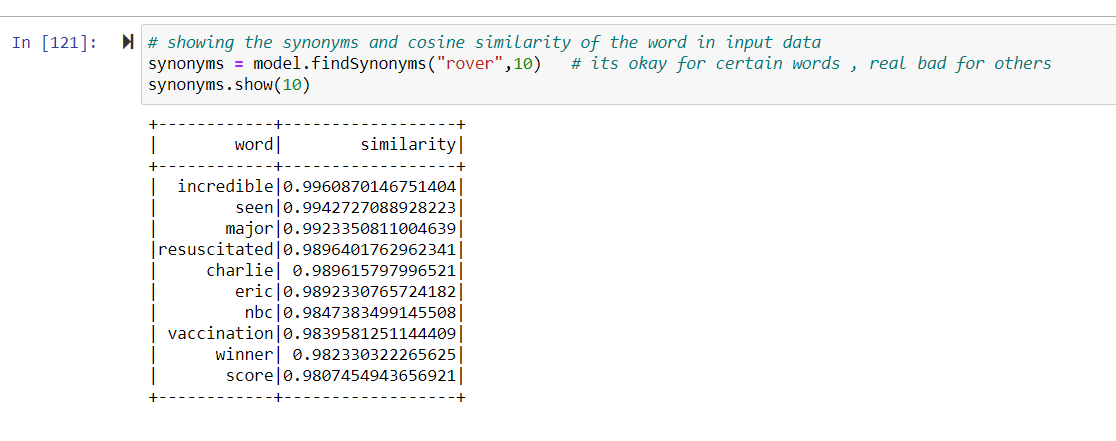 In [121]:
# showing the synonyms and cosine similarity of the word in input data
synonyms = model.findSynonyms("rover",10)   # its okay for certain words , real bad for others
synonyms.show(10)
+------------+------------------+
|        word|        similarity|
+------------+------------------+
|  incredible|0.9960870146751404|
|        seen|0.9942727088928223|
|       major|0.9923350811004639|
|resuscitated|0.9896401762962341|
|     charlie| 0.989615797996521|
|        eric|0.9892330765724182|
|         nbc|0.9847383499145508|
| vaccination|0.9839581251144409|
|      winner| 0.982330322265625|
|       score|0.9807454943656921|
+------------+------------------+